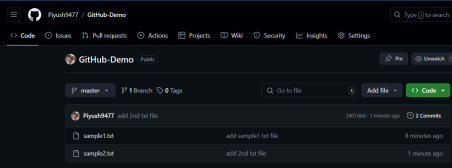 Piyush9477 / GitHub-Demo
Type / to search
Code Issues Pull requests Actions Projects Wiki Security Insights Settings
GitHub-Demo Public
Pin Unwatch
master 1 Branch 0 Tags Go to file t Add file Code
Piyush9477 add 2nd txt file 1 minute ago 2 Commits
sample1.txt add sample1 txt file 8 minutes ago
sample2.txt add 2nd txt file 1 minute ago